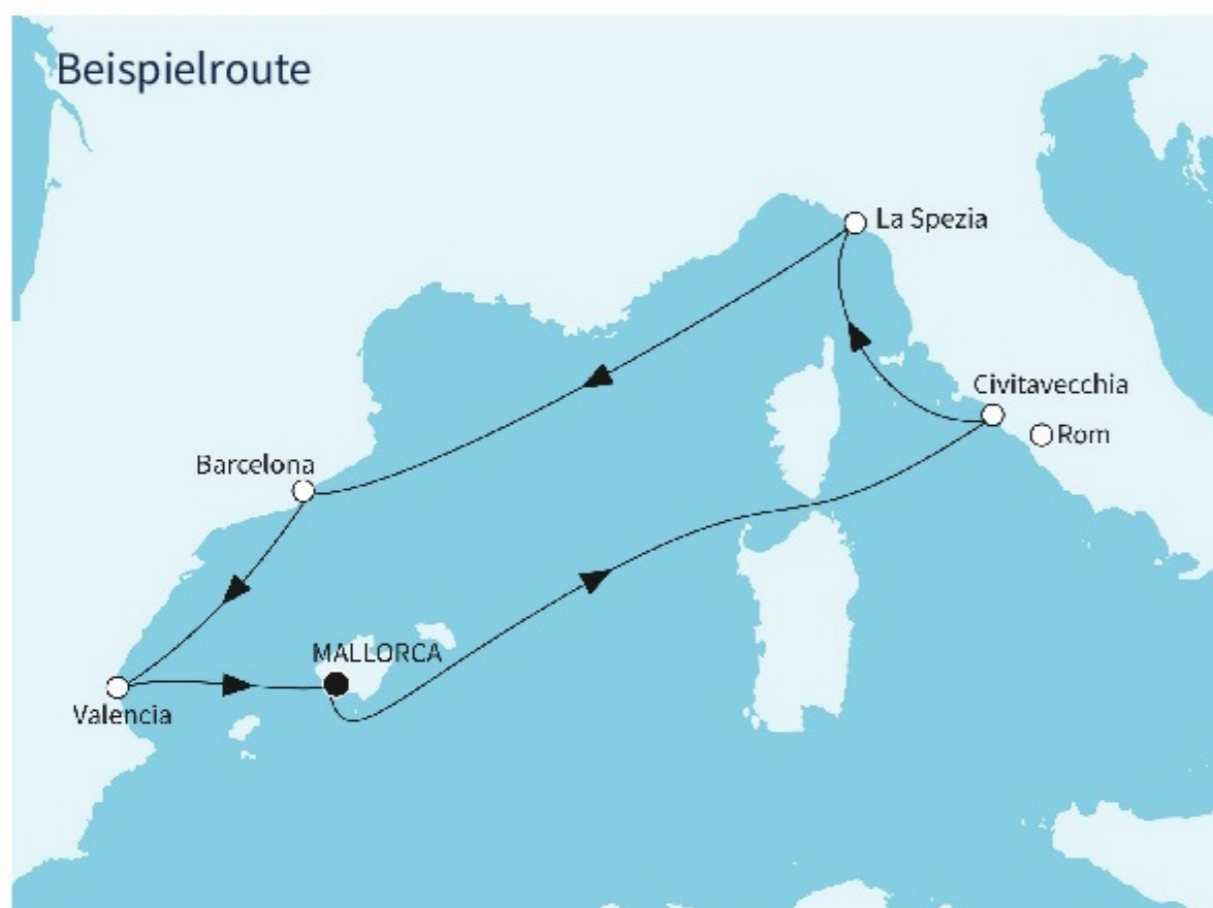 Beispielroute
La Spezia
Civitavecchia
Rom
Barcelona
MALLORCA
Valencia